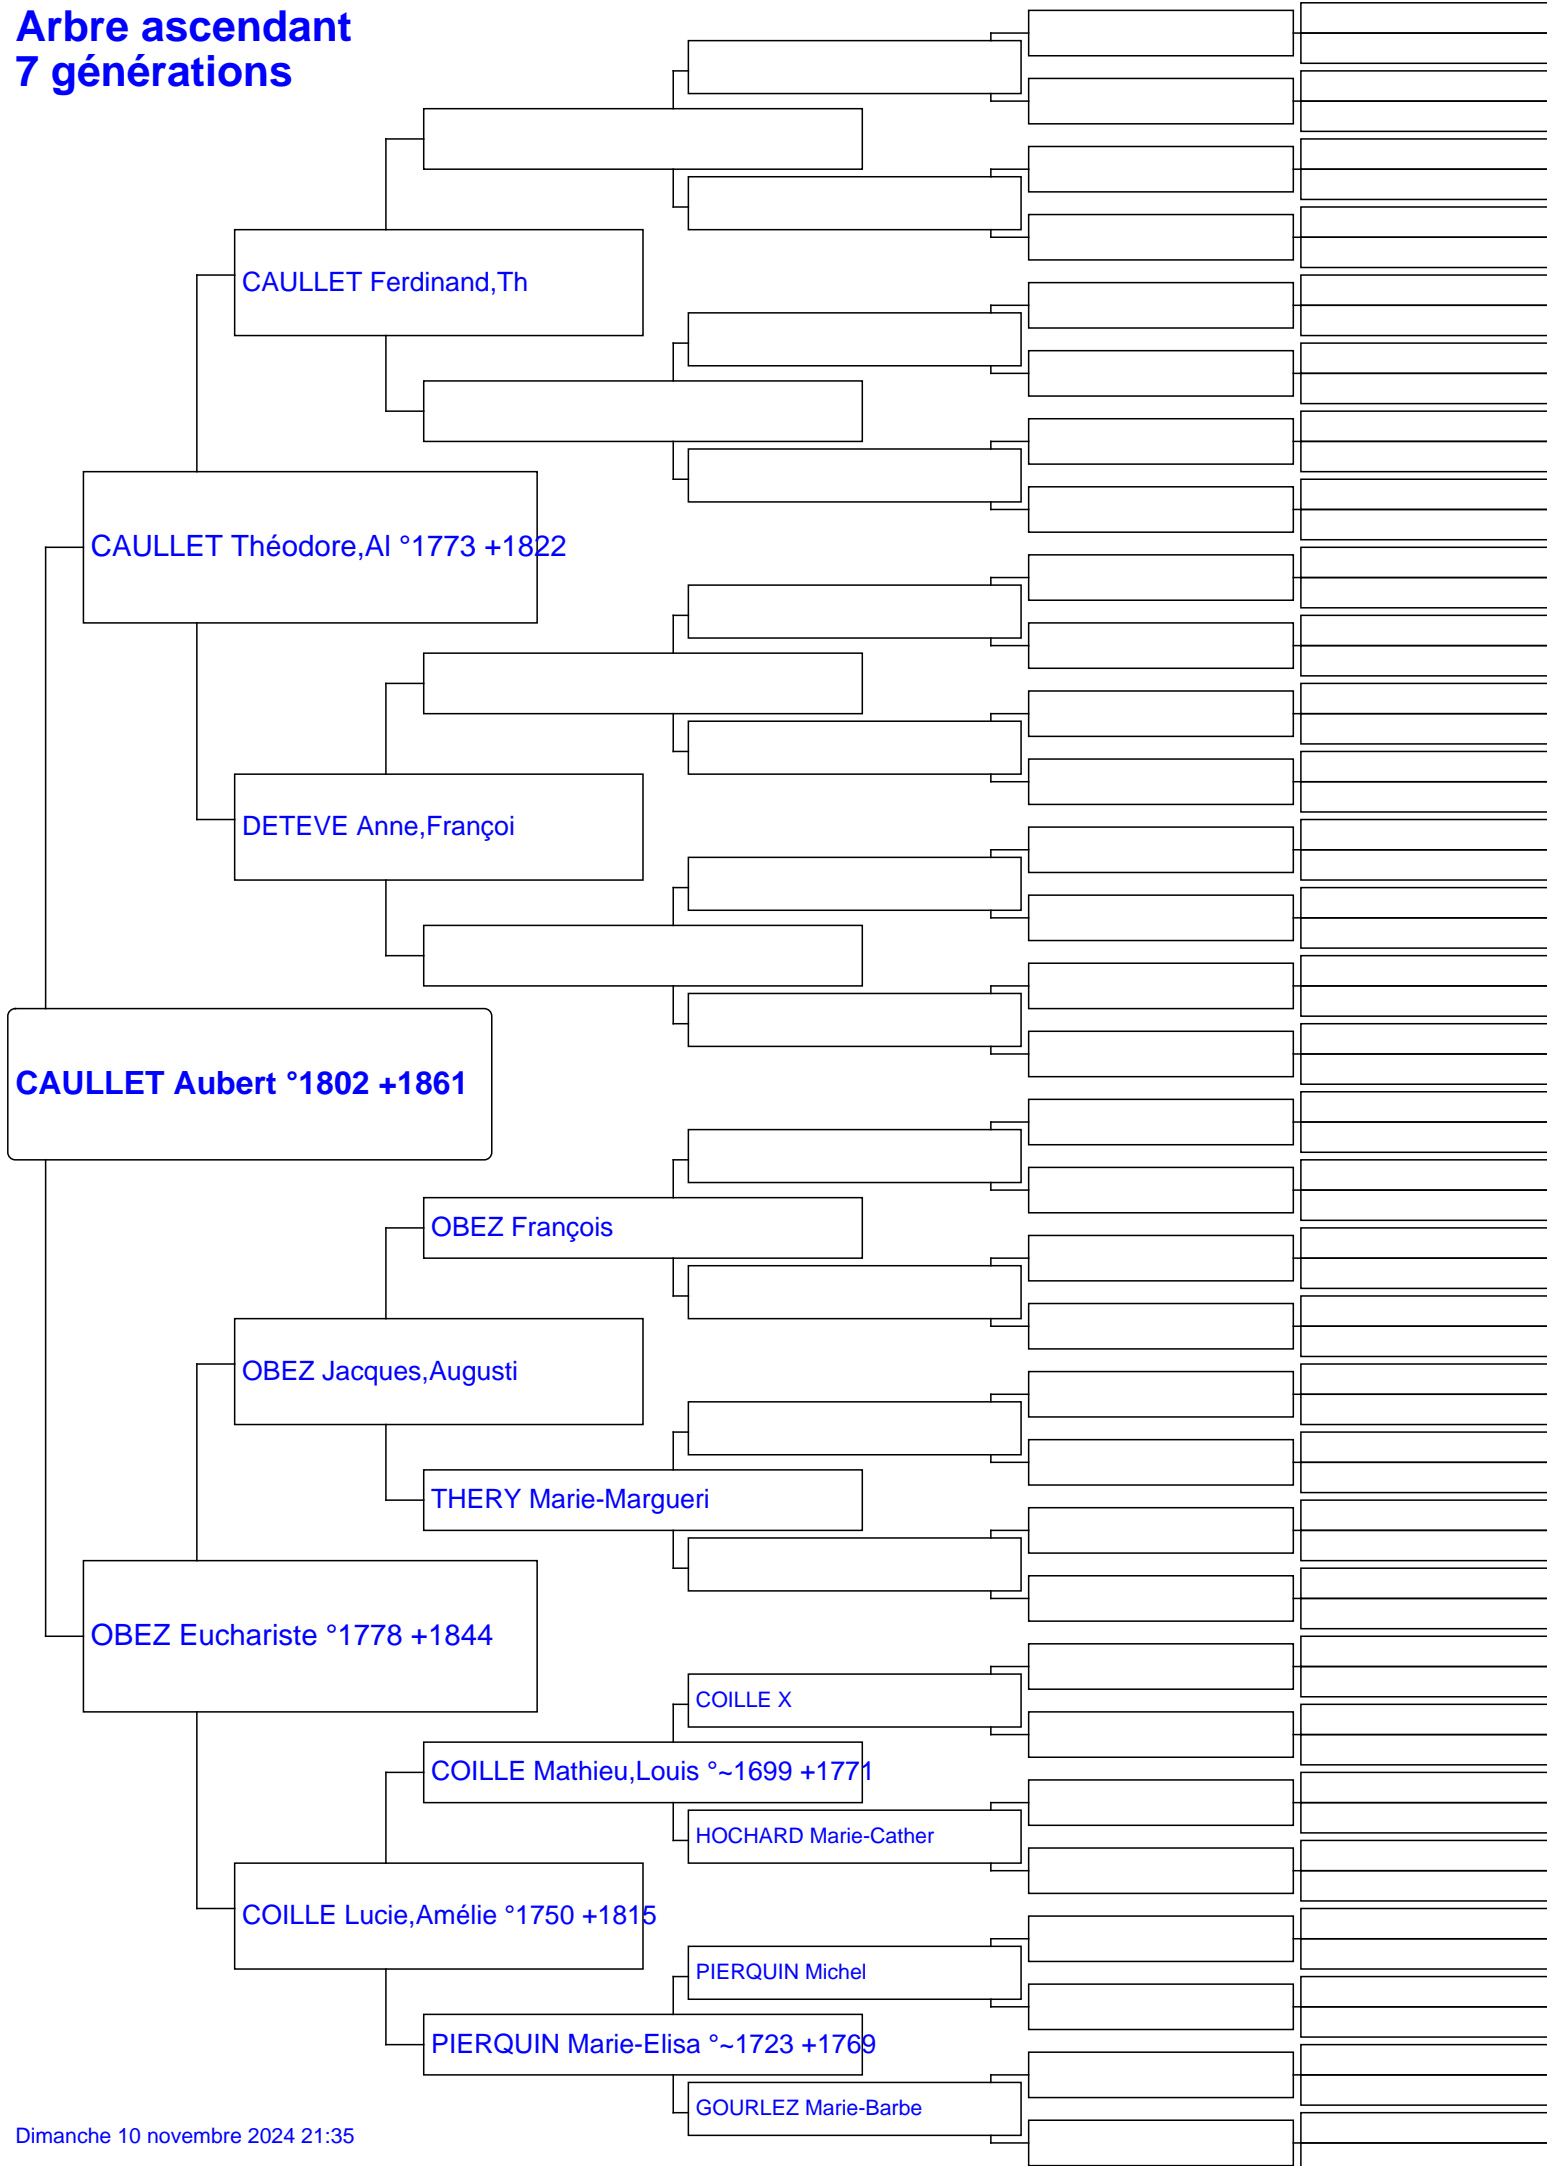 Arbre ascendant
7 générations
CAULLET Ferdinand,Th
CAULLET Théodore,Al °1773 +1822
DETEVE Anne,Françoi
CAULLET Aubert °1802 +1861
OBEZ François
OBEZ Jacques,Augusti
THERY Marie-Margueri
OBEZ Euchariste °1778 +1844
COILLE X
COILLE Mathieu,Louis °~1699 +1771
HOCHARD Marie-Cather
COILLE Lucie,Amélie °1750 +1815
PIERQUIN Michel
PIERQUIN Marie-Elisa °~1723 +1769
GOURLEZ Marie-Barbe
Dimanche 10 novembre 2024 21:35